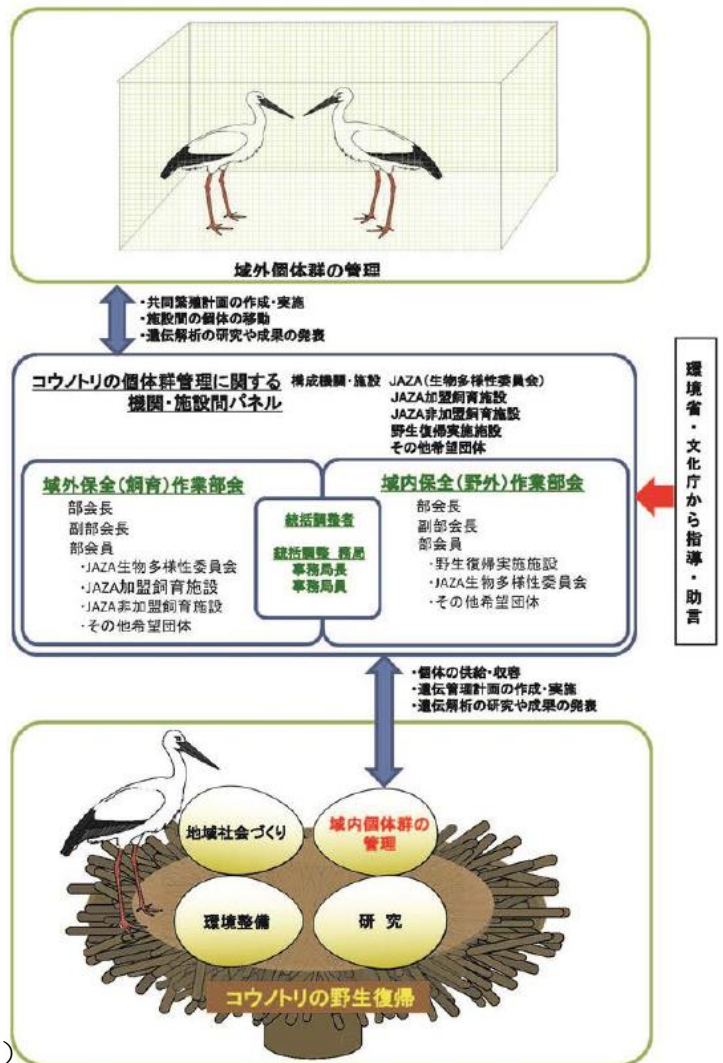 域外個体群の管理
・共同繁殖計画の作成・実施
・施設間の個体の移動
・遺伝解析の研究や成果の発表
コウノトリの個体群管理に関する
機関・施設間パネル
構成機関・施設 JAZA(生物多様性委員会)
JAZA加盟飼育施設
JAZA非加盟飼育施設
野生復帰実施施設
その他希望団体
域外保全(飼育)作業部会
部会長
副部会長
部会員
・JAZA生物多様性委員会
・JAZA加盟飼育施設
・JAZA非加盟飼育施設
・その他希望団体
統括調整者
統括調整 務局
事務局長
事務局員
域内保全(野外)作業部会
部会長
副部会長
部会員
・野生復帰実施施設
・JAZA生物多様性委員会
・その他希望団体
環境省・文化庁から指導・助言
・個体の供給・収容
・遺伝管理計画の作成・実施
・遺伝解析の研究や成果の発表
地域社会づくり
域内個体群の
管理
環境整備
研 究
コウノトリの野生復帰
)